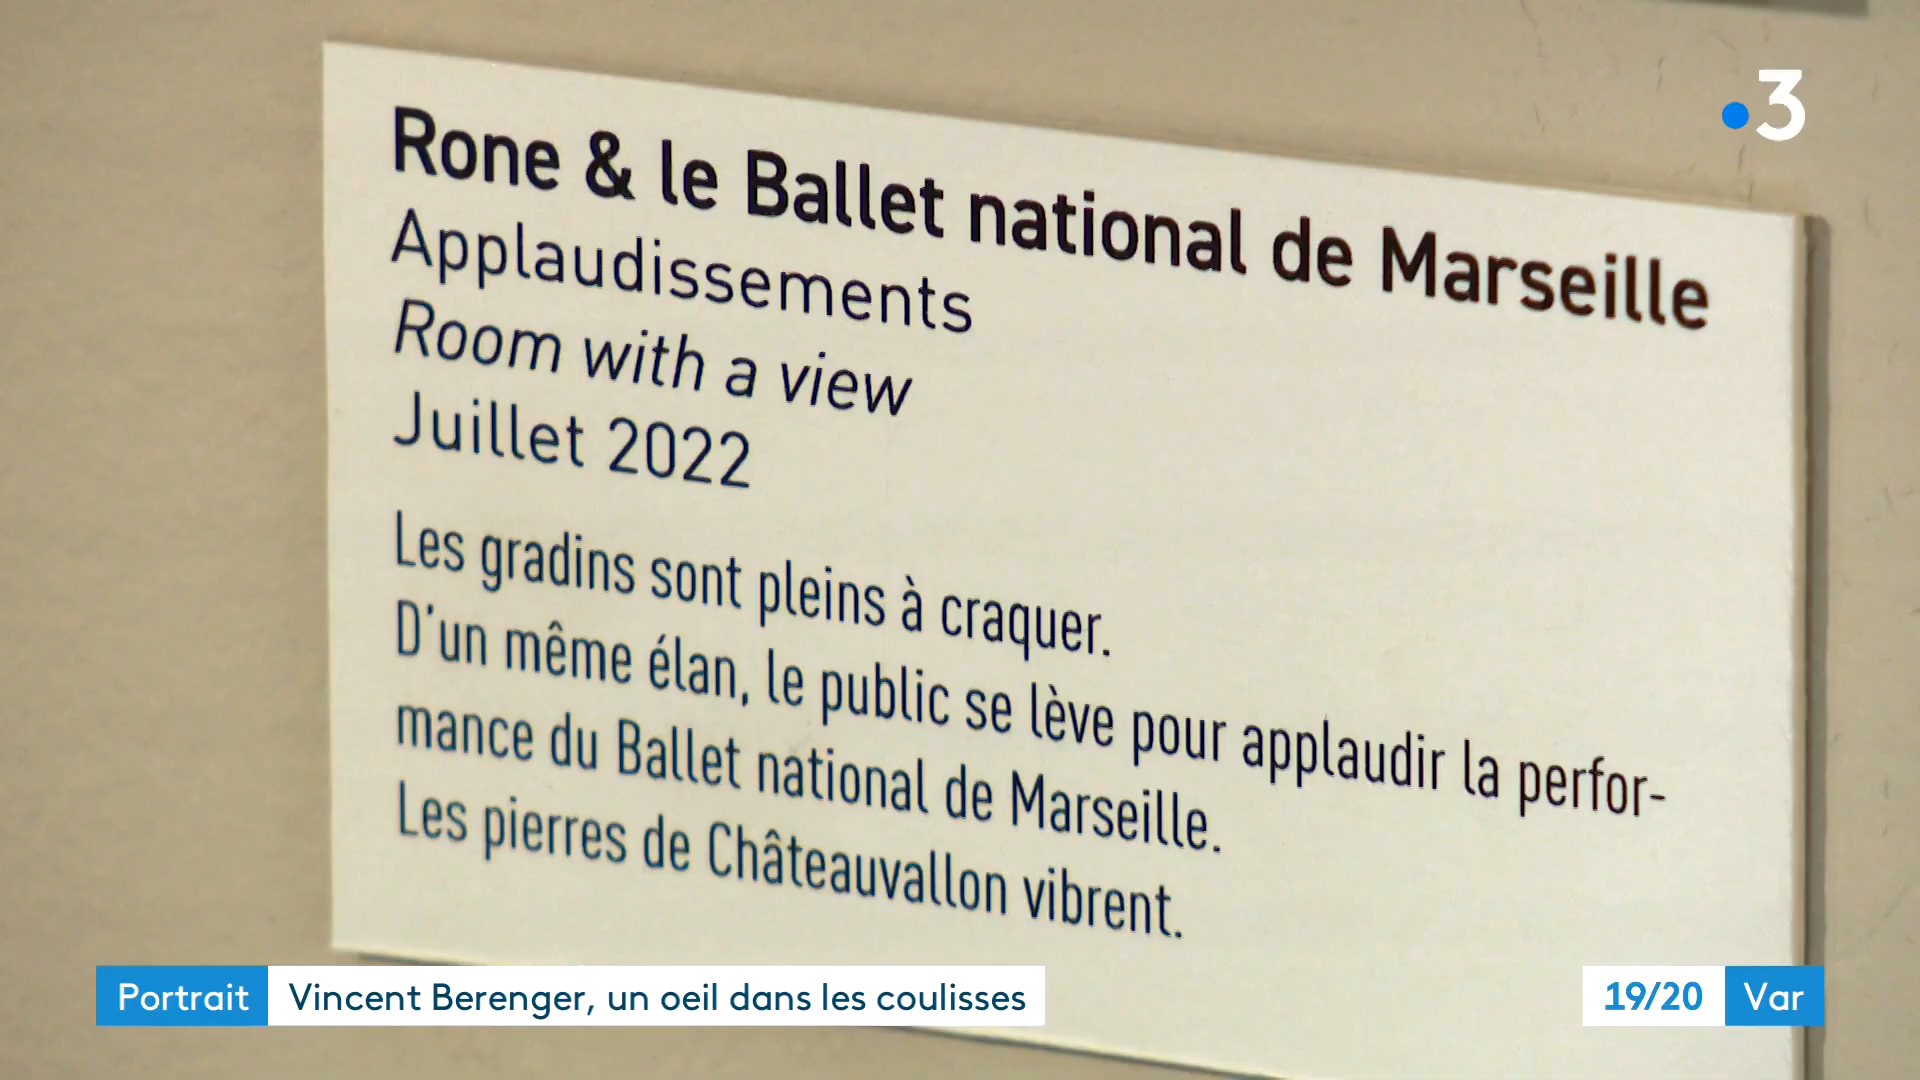 3
Rone & le Ballet national de Marseille
Applaudissements
Room with a view
Juillet 2022
Les gradins sont pleins à craquer.
D'un même élan, le public se lève pour applaudir la perfor-
mance du Ballet national de Marseille.
Les pierres de Châteauvallon vibrent.
Portrait Vincent Berenger, un oeil dans les coulisses
19/20 Var